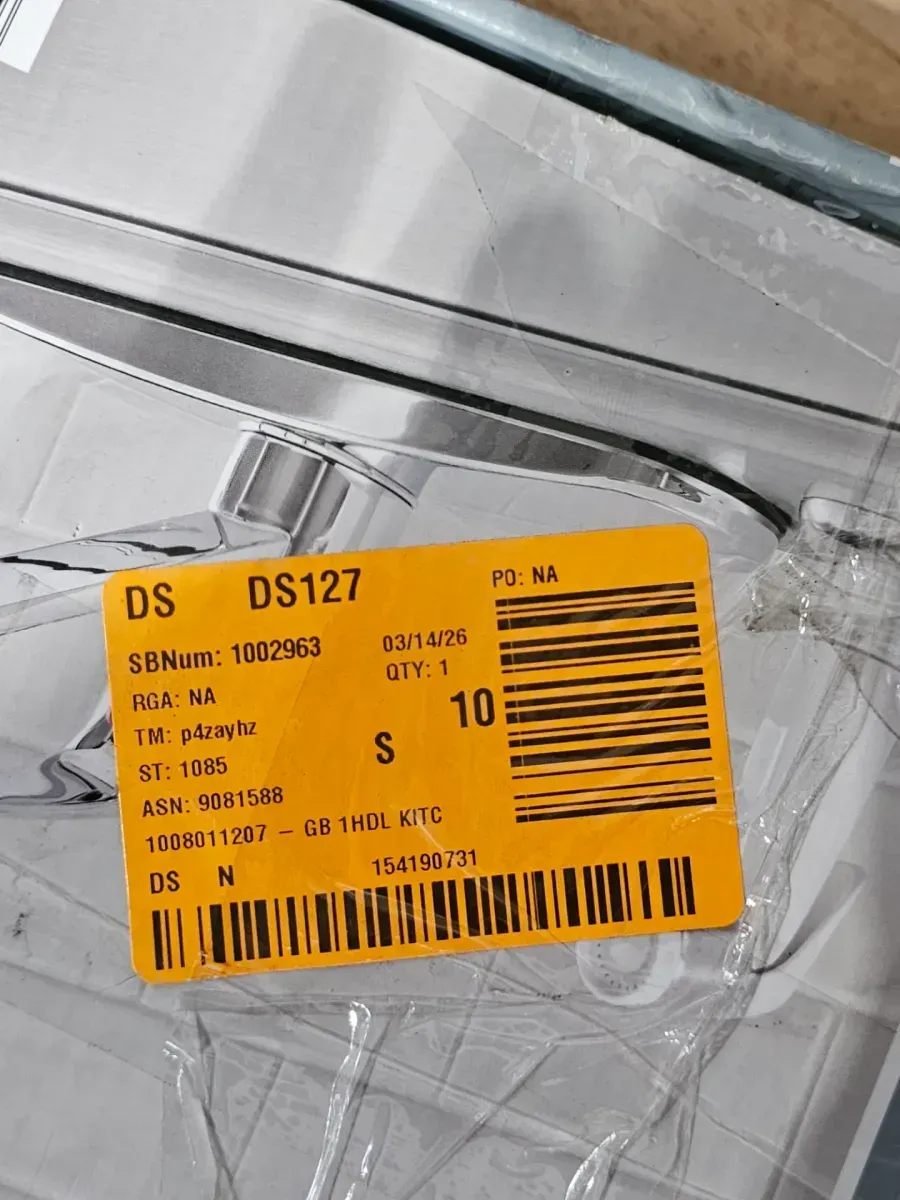 DS DS127 PO: NA
SBNum: 1002963 03/14/26
RGA: NA QTY: 1
TM: p4zayhz S 10
ST: 1085
ASN: 9081588
1008011207 – GB 1HDL KITC
DS N 154190731